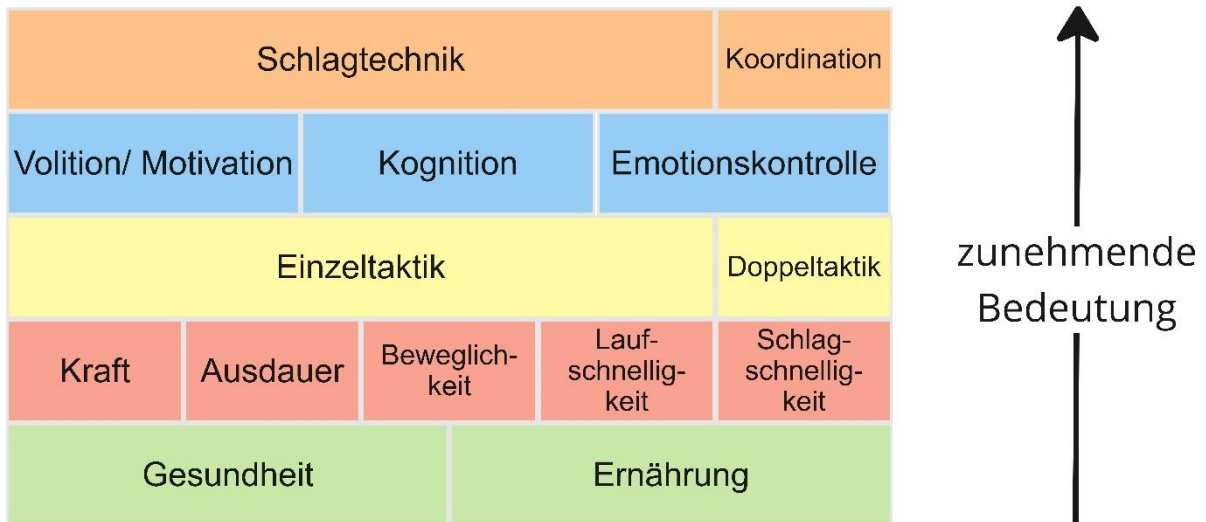 Schlagtechnik
Koordination
Volition/ Motivation
Kognition
Emotionskontrolle
Einzeltaktik
Doppeltaktik
Kraft
Ausdauer
Beweglich-
keit
Lauf-
schnellig-
keit
Schlag-
schnellig-
keit
Gesundheit
Ernährung
zunehmende
Bedeutung